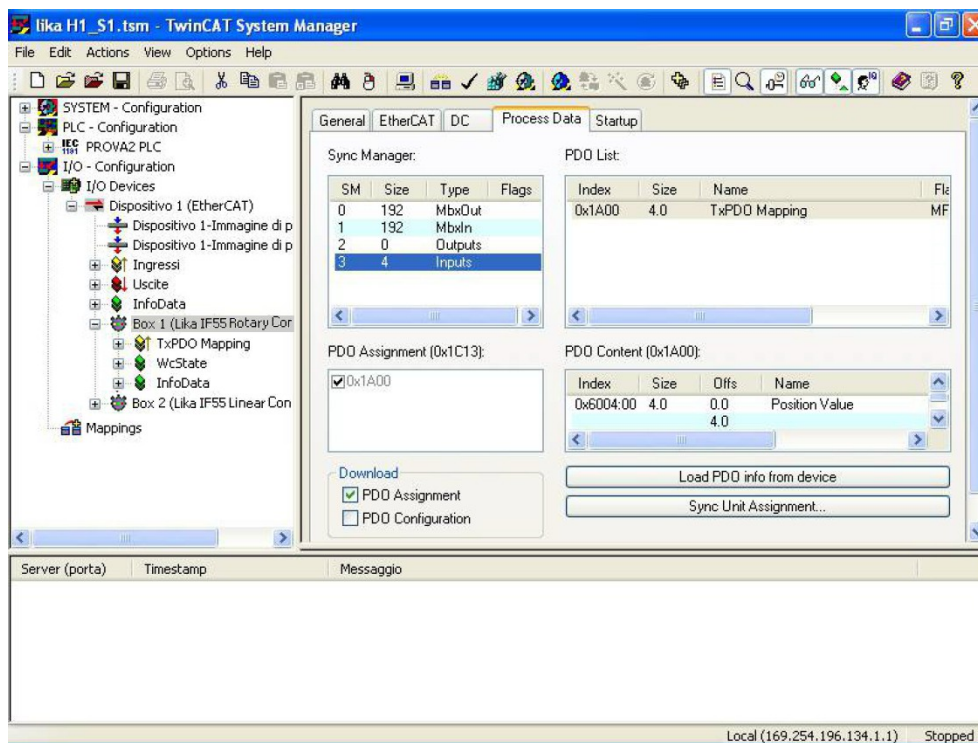 lika H1_S1.tsm - TwinCAT System Manager
File Edit Actions View Options Help
SYSTEM - Configuration
PLC - Configuration
IEC 1131 PROVA2 PLC
I/O - Configuration
I/O Devices
Dispositivo 1 (EtherCAT)
Dispositivo 1-Immagine di p
Dispositivo 1-Immagine di p
Ingressi
Uscite
InfoData
Box 1 (Lika IF55 Rotary Con
TxPDO Mapping
WcState
InfoData
Box 2 (Lika IF55 Linear Con
Mappings
General EtherCAT DC Process Data Startup
Sync Manager:
SM Size Type Flags
0 192 MbxOut
1 192 MbxIn
2 0 Outputs
3 4 Inputs
PDO List:
Index Size Name Fla
0x1A00 4.0 TxPDO Mapping MF
PDO Assignment (0x1C13):
0x1A00
PDO Content (0x1A00):
Index Size Offs Name
0x6004:00 4.0 0.0 Position Value
4.0
Download
PDO Assignment
PDO Configuration
Load PDO info from device
Sync Unit Assignment...
Server (porta) Timestamp Messaggio
Local (169.254.196.134.1.1) Stopped